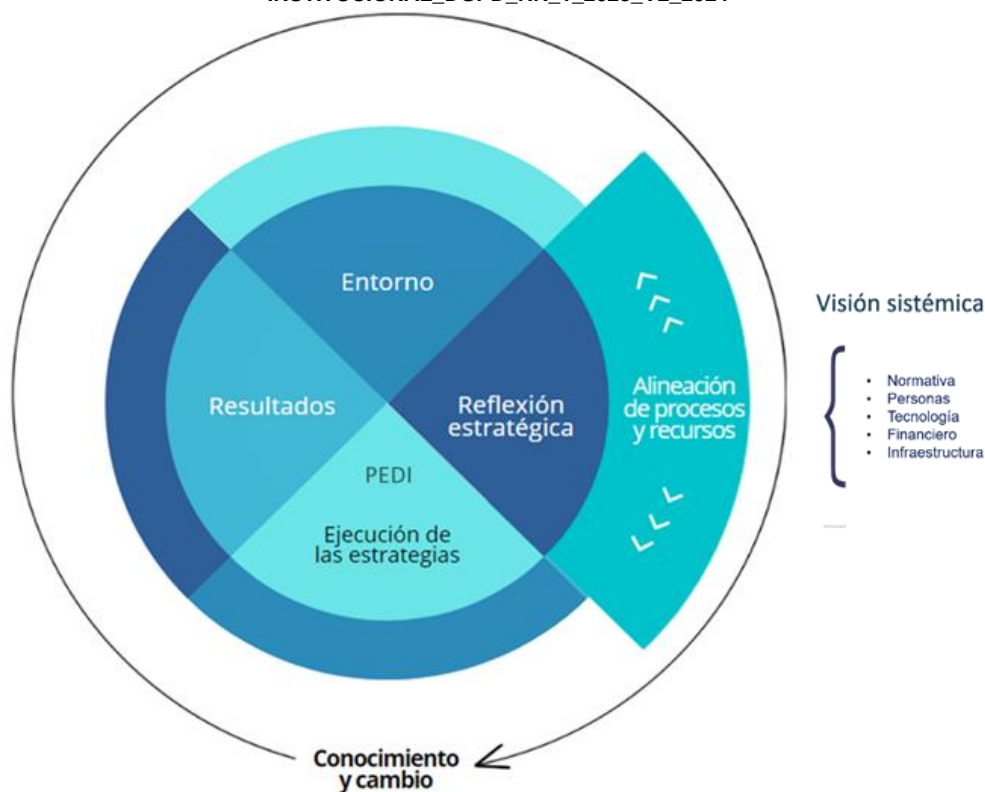 Entorno
Resultados
Reflexión
estratégica
PEDI
Ejecución de
las estrategias
Alineación
de procesos
y recursos
Visión sistémica
• Normativa
• Personas
• Tecnología
• Financiero
• Infraestructura
Conocimiento
y cambio